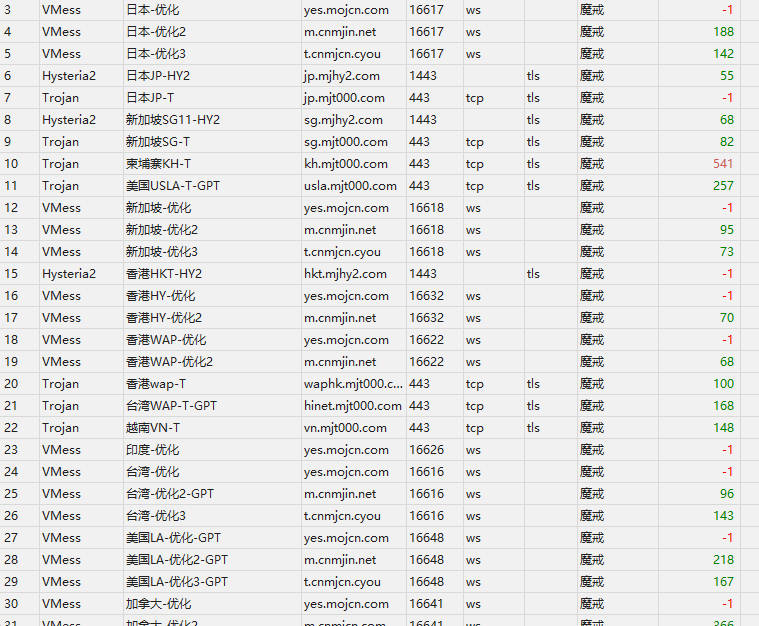 3 VMess 日本-优化 yes.mojcn.com 16617 ws 魔戒 -1
4 VMess 日本-优化2 m.cnmjin.net 16617 ws 魔戒 188
5 VMess 日本-优化3 t.cnmjcn.cyou 16617 ws 魔戒 142
6 Hysteria2 日本JP-HY2 jp.mjhy2.com 1443 tls 魔戒 55
7 Trojan 日本JP-T jp.mjt000.com 443 tcp tls 魔戒 -1
8 Hysteria2 新加坡SG11-HY2 sg.mjhy2.com 1443 tls 魔戒 68
9 Trojan 新加坡SG-T sg.mjt000.com 443 tcp tls 魔戒 82
10 Trojan 柬埔寨KH-T kh.mjt000.com 443 tcp tls 魔戒 541
11 Trojan 美国USLA-T-GPT usla.mjt000.com 443 tcp tls 魔戒 257
12 VMess 新加坡-优化 yes.mojcn.com 16618 ws 魔戒 -1
13 VMess 新加坡-优化2 m.cnmjin.net 16618 ws 魔戒 95
14 VMess 新加坡-优化3 t.cnmjcn.cyou 16618 ws 魔戒 73
15 Hysteria2 香港HKT-HY2 hkt.mjhy2.com 1443 tls 魔戒 -1
16 VMess 香港HY-优化 yes.mojcn.com 16632 ws 魔戒 -1
17 VMess 香港HY-优化2 m.cnmjin.net 16632 ws 魔戒 70
18 VMess 香港WAP-优化 yes.mojcn.com 16622 ws 魔戒 -1
19 VMess 香港WAP-优化2 m.cnmjin.net 16622 ws 魔戒 68
20 Trojan 香港wap-T waphk.mjt000.c... 443 tcp tls 魔戒 100
21 Trojan 台湾WAP-T-GPT hinet.mjt000.com 443 tcp tls 魔戒 168
22 Trojan 越南VN-T vn.mjt000.com 443 tcp tls 魔戒 148
23 VMess 印度-优化 yes.mojcn.com 16626 ws 魔戒 -1
24 VMess 台湾-优化 yes.mojcn.com 16616 ws 魔戒 -1
25 VMess 台湾-优化2-GPT m.cnmjin.net 16616 ws 魔戒 96
26 VMess 台湾-优化3 t.cnmjcn.cyou 16616 ws 魔戒 143
27 VMess 美国LA-优化-GPT yes.mojcn.com 16648 ws 魔戒 -1
28 VMess 美国LA-优化2-GPT m.cnmjin.net 16648 ws 魔戒 218
29 VMess 美国LA-优化3-GPT t.cnmjcn.cyou 16648 ws 魔戒 167
30 VMess 加拿大-优化 yes.mojcn.com 16641 ws 魔戒 -1
31 VMess 加拿大-优化2 m.cnmjin.net 16641 ws 魔戒